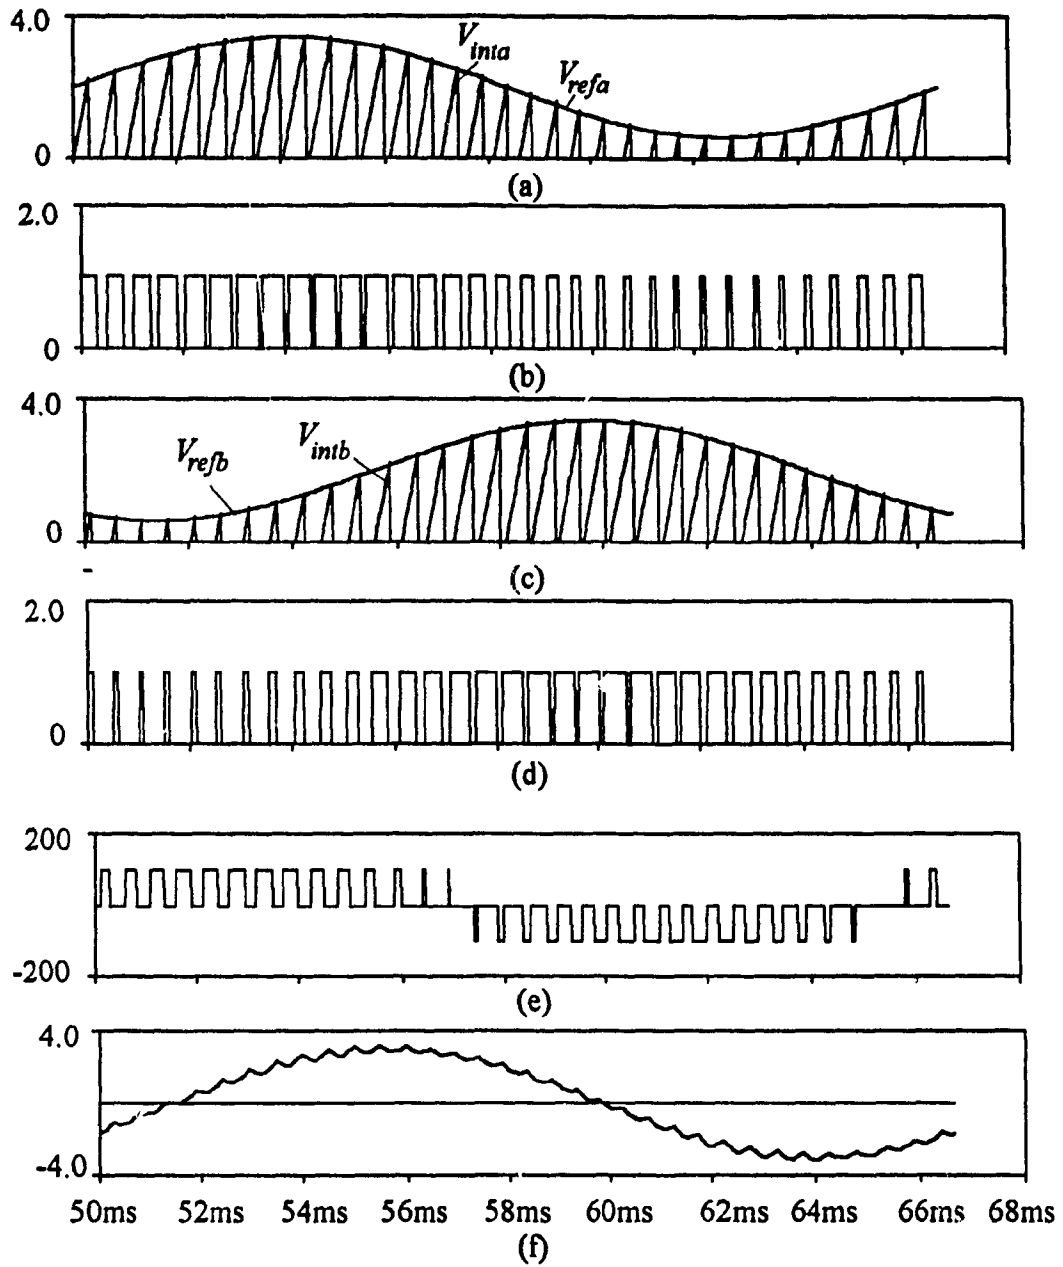 4.0
V_inta
V_refa
0
(a)
2.0
0
(b)
4.0
V_refb
V_intb
0
(c)
2.0
0
(d)
200
-200
(e)
4.0
-4.0
50ms 52ms 54ms 56ms 58ms 60ms 62ms 64ms 66ms 68ms
(f)